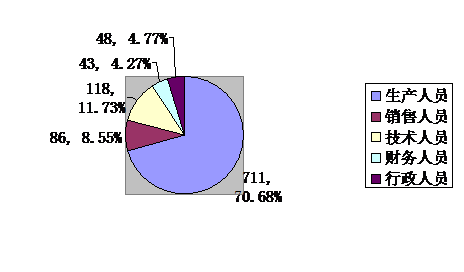 48, 4.77%
43, 4.27%
118,
11.73%
86, 8.55%
711,
70.68%
生产人员
销售人员
技术人员
财务人员
行政人员